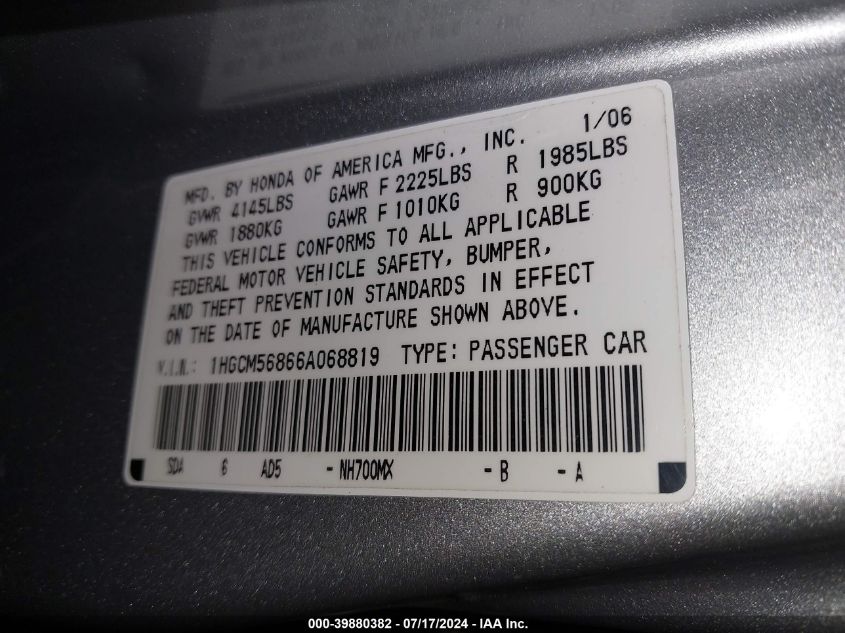 MFD. BY HONDA OF AMERICA MFG., INC. 1/06
GVWR 4145LBS GAWR F 2225LBS R 1985LBS
GVWR 1880KG GAWR F 1010KG R 900KG
THIS VEHICLE CONFORMS TO ALL APPLICABLE
FEDERAL MOTOR VEHICLE SAFETY, BUMPER,
AND THEFT PREVENTION STANDARDS IN EFFECT
ON THE DATE OF MANUFACTURE SHOWN ABOVE.
V.I.N.: 1HGCM56866A068819 TYPE: PASSENGER CAR
SDA 6 AD5 - NH700MX - B - A
000-39880382 - 07/17/2024 - IAA Inc.